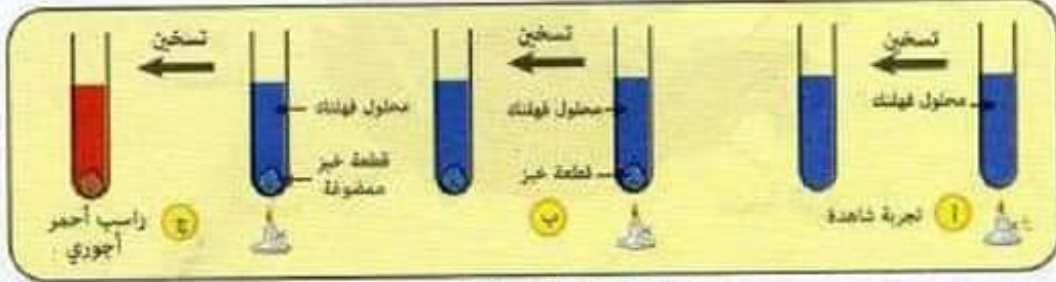 تسخين
محلول فهلنك
أ
تجربة شاهدة
تسخين
محلول فهلنك
قطعة خبز
ب
تسخين
محلول فهلنك
قطعة خبز
ممضوغة
ج
راسب أحمر
أجوري